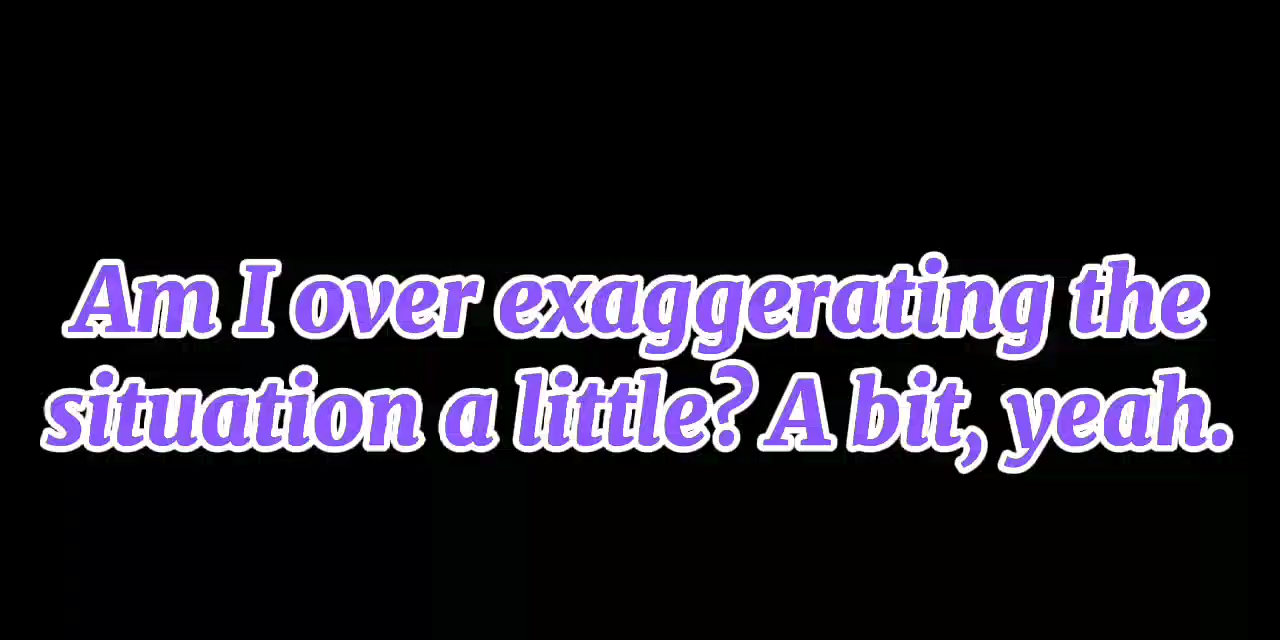 Am I over exaggerating the
situation a little? A bit, yeah.